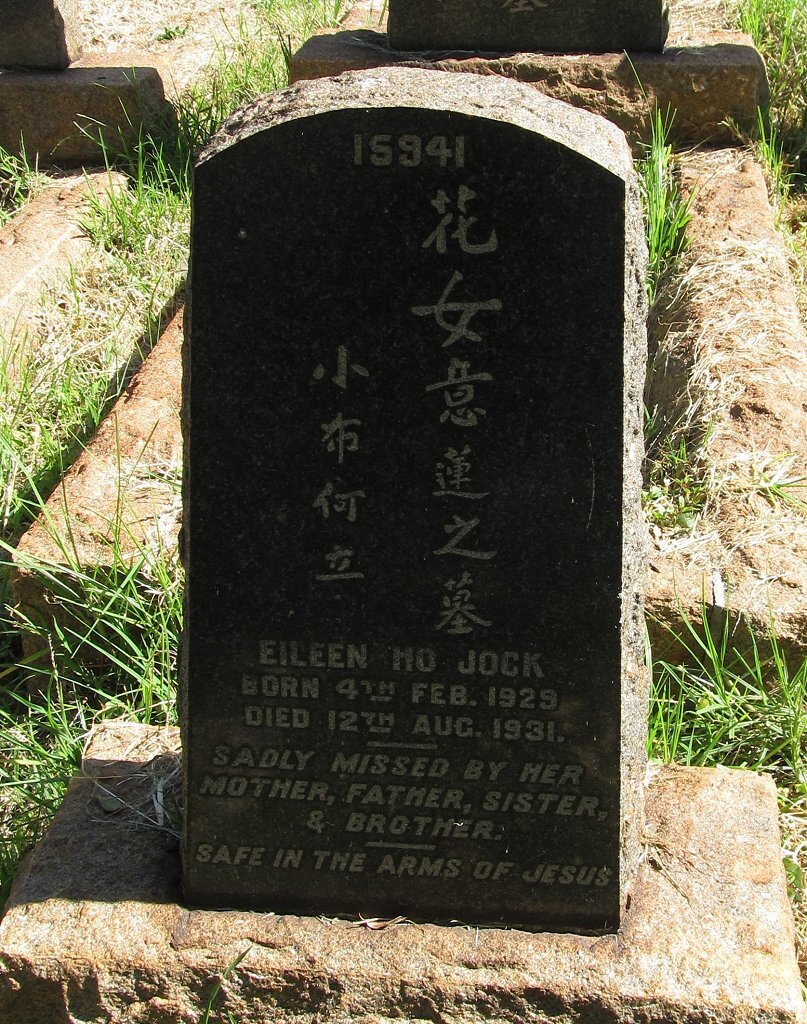 15941
花女意蓮之墓
小布何立
EILEEN HO JOCK
BORN 4TH FEB. 1929
DIED 12TH AUG. 1931.
SADLY MISSED BY HER
MOTHER, FATHER, SISTER,
& BROTHER.
SAFE IN THE ARMS OF JESUS